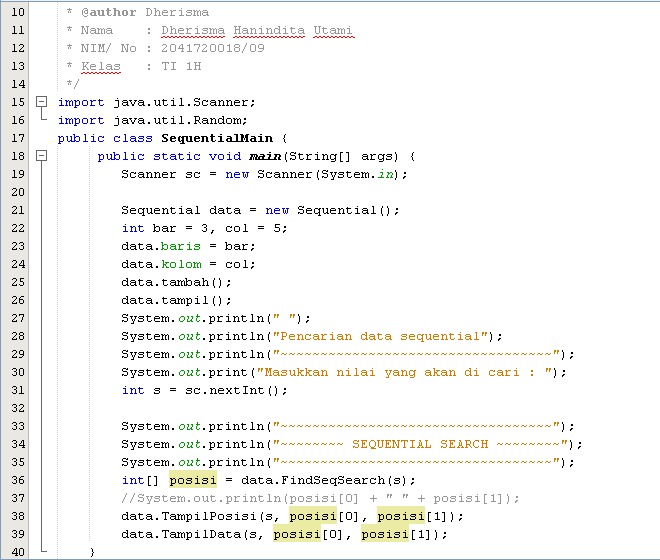 10 * @author Dherisma
11 * Nama : Dherisma Hanindita Utami
12 * NIM/ No : 2041720018/09
13 * Kelas : TI 1H
14 */
15 import java.util.Scanner;
16 import java.util.Random;
17 public class SequentialMain {
18 public static void main(String[] args) {
19 Scanner sc = new Scanner(System.in);
20
21 Sequential data = new Sequential();
22 int bar = 3, col = 5;
23 data.baris = bar;
24 data.kolom = col;
25 data.tambah();
26 data.tampil();
27 System.out.println(" ");
28 System.out.println("Pencarian data sequential");
29 System.out.println("~~~~~~~~~~~~~~~~~~~~~~~~~~~~~~~~~~");
30 System.out.print("Masukkan nilai yang akan di cari : ");
31 int s = sc.nextInt();
32
33 System.out.println("~~~~~~~~~~~~~~~~~~~~~~~~~~~~~~~~~~");
34 System.out.println("~~~~~~~~ SEQUENTIAL SEARCH ~~~~~~~~");
35 System.out.println("~~~~~~~~~~~~~~~~~~~~~~~~~~~~~~~~~~");
36 int[] posisi = data.FindSeqSearch(s);
37 //System.out.println(posisi[0] + " " + posisi[1]);
38 data.TampilPosisi(s, posisi[0], posisi[1]);
39 data.TampilData(s, posisi[0], posisi[1]);
40 }